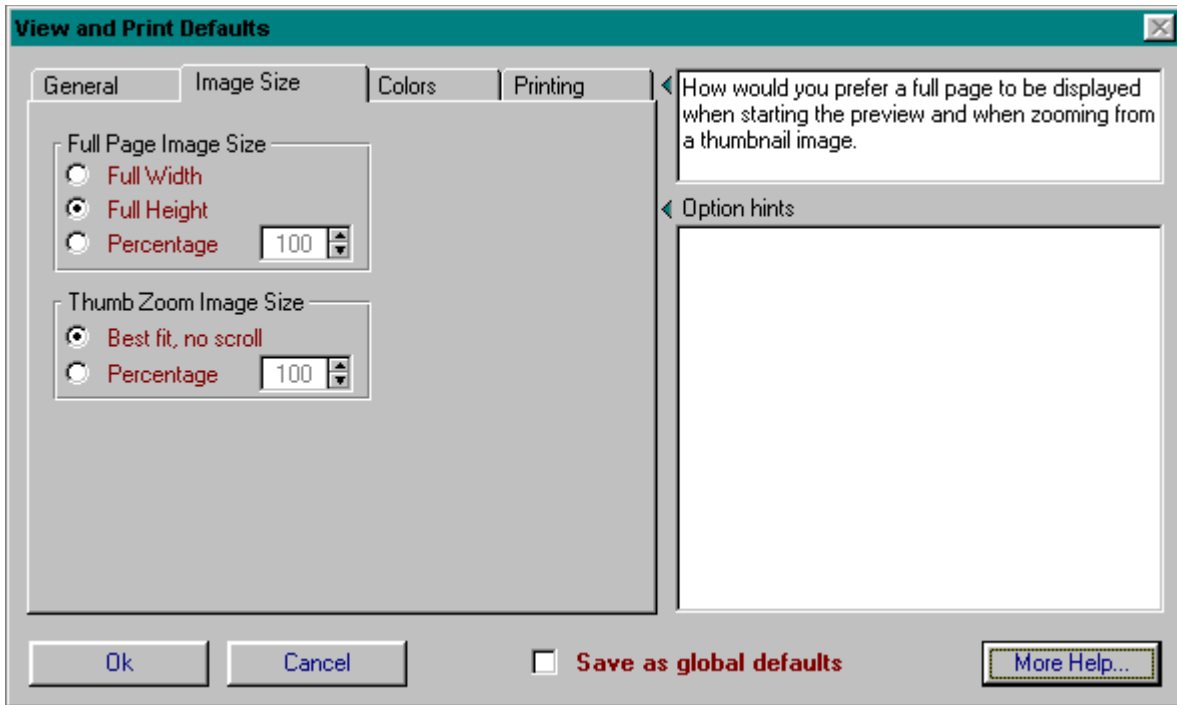 View and Print Defaults
General
Image Size
Colors
Printing
Full Page Image Size
Full Width
Full Height
Percentage 100
Thumb Zoom Image Size
Best fit, no scroll
Percentage 100
How would you prefer a full page to be displayed
when starting the preview and when zooming from
a thumbnail image.
Option hints
Ok
Cancel
Save as global defaults
More Help...